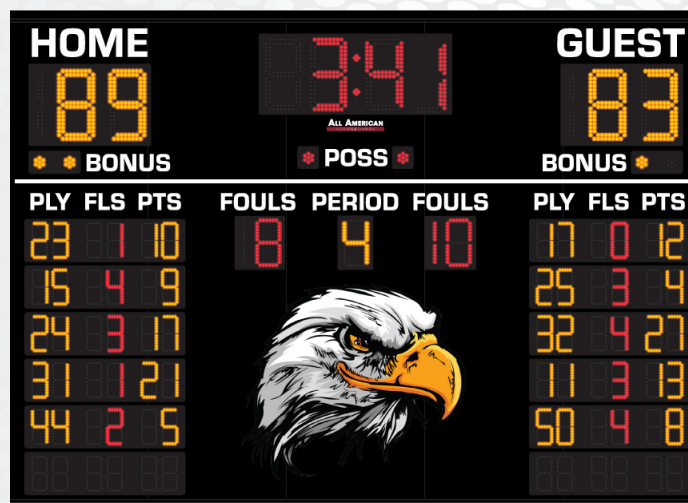 HOME 3:41 GUEST
89 83
ALL AMERICAN
BONUS POSS BONUS
PLY FLS PTS FOULS PERIOD FOULS PLY FLS PTS
23 1 10 8 4 10 17 0 12
15 4 9 25 3 4
24 3 17 32 4 27
31 1 21 11 3 13
44 2 5 50 4 8